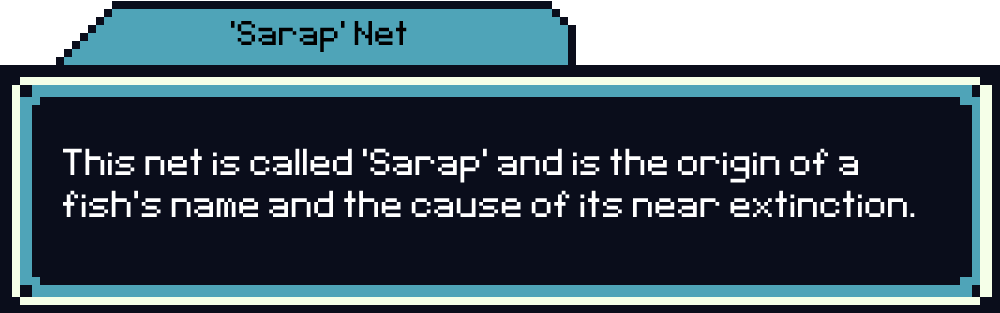 'Sarap' Net
This net is called 'Sarap' and is the origin of a
fish's name and the cause of its near extinction.